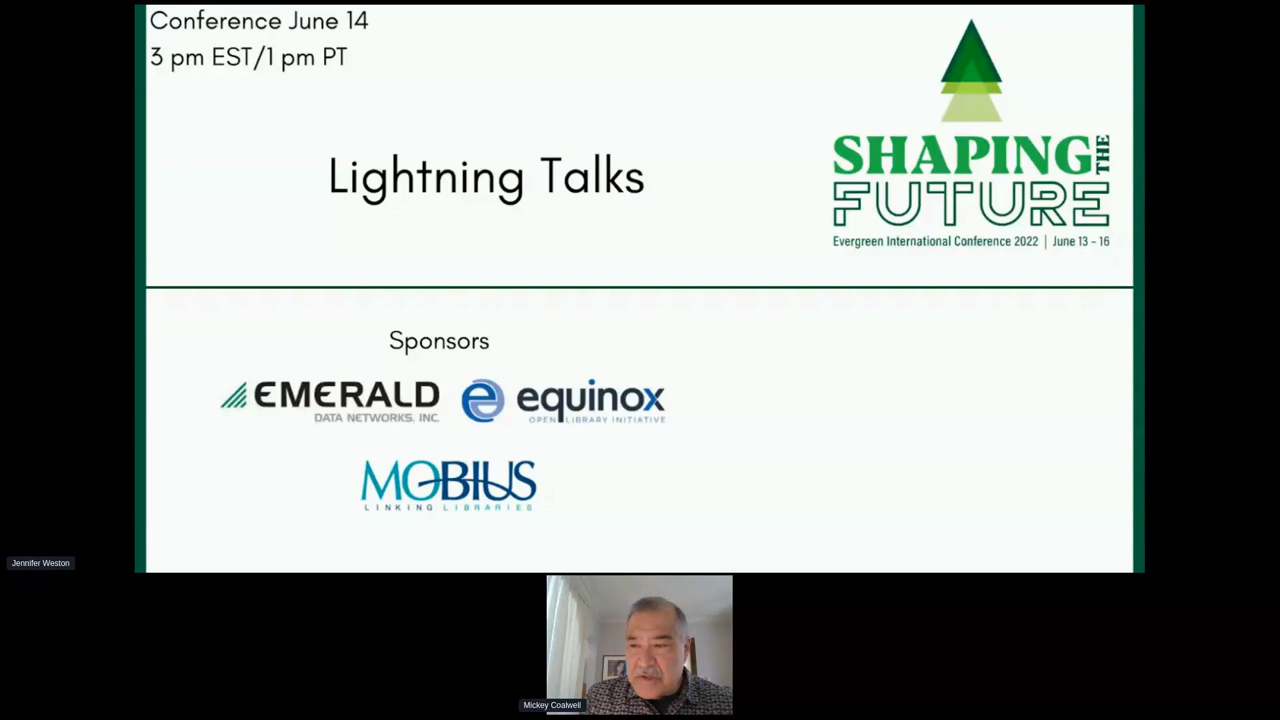 Conference June 14
3 pm EST/1 pm PT
Lightning Talks
SHAPING THE
FUTURE
Evergreen International Conference 2022 | June 13 - 16
Sponsors
EMERALD
DATA NETWORKS, INC.
equinox
OPEN LIBRARY INITIATIVE
MOBIUS
LINKING LIBRARIES
Jennifer Weston
Mickey Coalwell